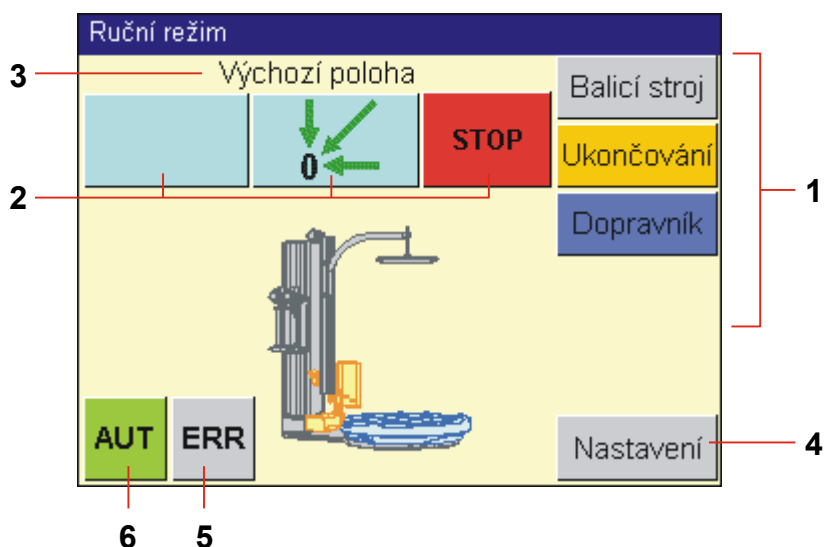 Ruční režim
3
Výchozí poloha
Balicí stroj
0
STOP
Ukončování
1
2
Dopravník
AUT
ERR
Nastavení
4
6
5